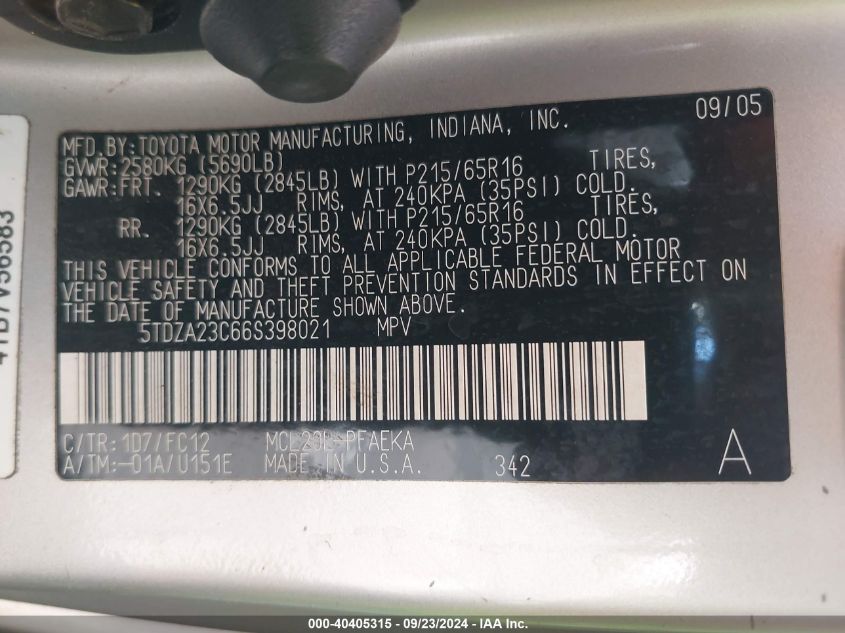 09/05
MFD.BY:TOYOTA MOTOR MANUFACTURING, INDIANA, INC.
GVWR:2580KG (5690LB)
GAWR:FRT. 1290KG (2845LB) WITH P215/65R16 TIRES,
16X6.5JJ RIMS, AT 240KPA (35PSI) COLD.
RR. 1290KG (2845LB) WITH P215/65R16 TIRES,
16X6.5JJ RIMS, AT 240KPA (35PSI) COLD.
THIS VEHICLE CONFORMS TO ALL APPLICABLE FEDERAL MOTOR
VEHICLE SAFETY AND THEFT PREVENTION STANDARDS IN EFFECT ON
THE DATE OF MANUFACTURE SHOWN ABOVE.
5TDZA23C66S398021 MPV
C/TR:1D7/FC12 MCL20L-PFAEKA
A/TM:-01A/U151E MADE IN U.S.A. 342 A
000-40405315 - 09/23/2024 - IAA Inc.